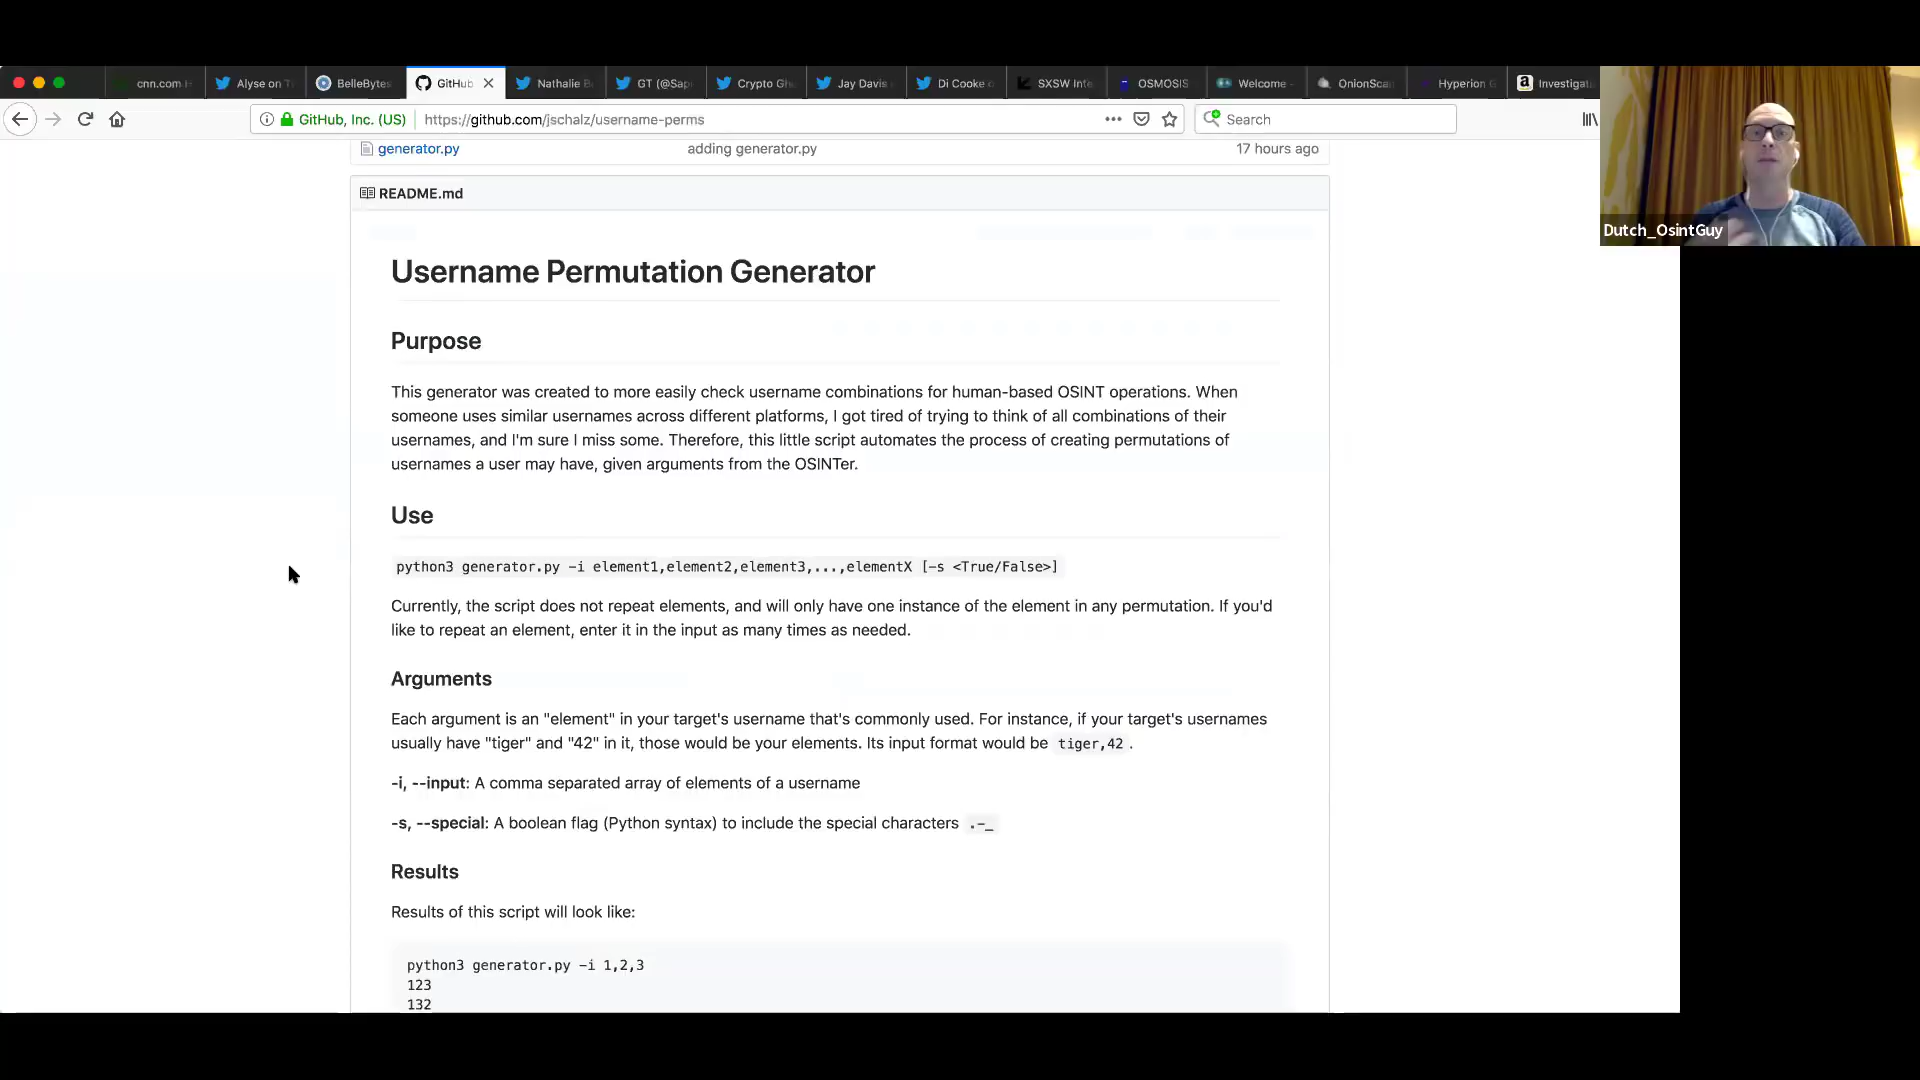 cnn.com
Alyse on T
BelleBytes
GitHub
Nathalie B
GT (@Sap
Crypto Gh
Jay Davis
Di Cooke o
SXSW Inte
OSMOSIS
Welcome -
OnionSca
Hyperion G
Investigat
GitHub, Inc. (US)
https://github.com/jschalz/username-perms
Search
generator.py adding generator.py 17 hours ago
README.md
Dutch_OsintGuy
Username Permutation Generator
Purpose
This generator was created to more easily check username combinations for human-based OSINT operations. When
someone uses similar usernames across different platforms, I got tired of trying to think of all combinations of their
usernames, and I'm sure I miss some. Therefore, this little script automates the process of creating permutations of
usernames a user may have, given arguments from the OSINTer.
Use
python3 generator.py -i element1,element2,element3,...,elementX [-s <True/False>]
Currently, the script does not repeat elements, and will only have one instance of the element in any permutation. If you'd
like to repeat an element, enter it in the input as many times as needed.
Arguments
Each argument is an "element" in your target's username that's commonly used. For instance, if your target's usernames
usually have "tiger" and "42" in it, those would be your elements. Its input format would be tiger,42 .
-i, --input: A comma separated array of elements of a username
-s, --special: A boolean flag (Python syntax) to include the special characters .-_
Results
Results of this script will look like:
python3 generator.py -i 1,2,3
123
132